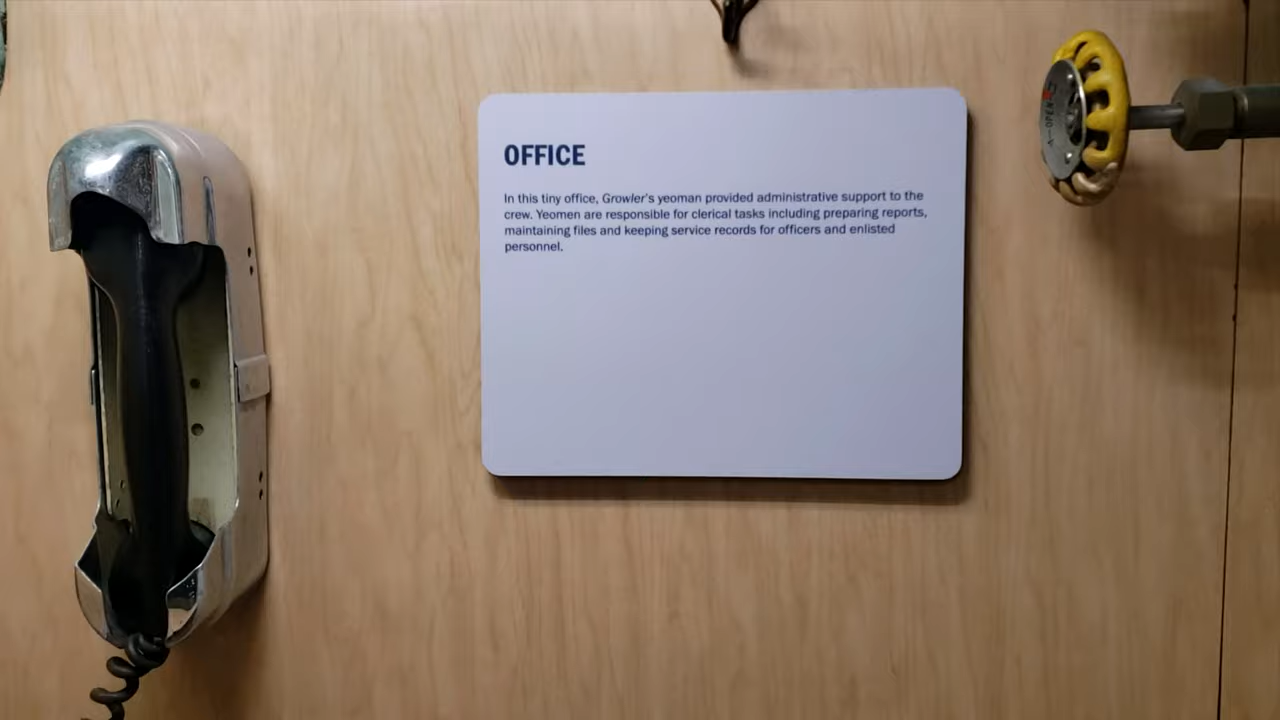 OFFICE
In this tiny office, Growler's yeoman provided administrative support to the
crew. Yeomen are responsible for clerical tasks including preparing reports,
maintaining files and keeping service records for officers and enlisted
personnel.
OPEN